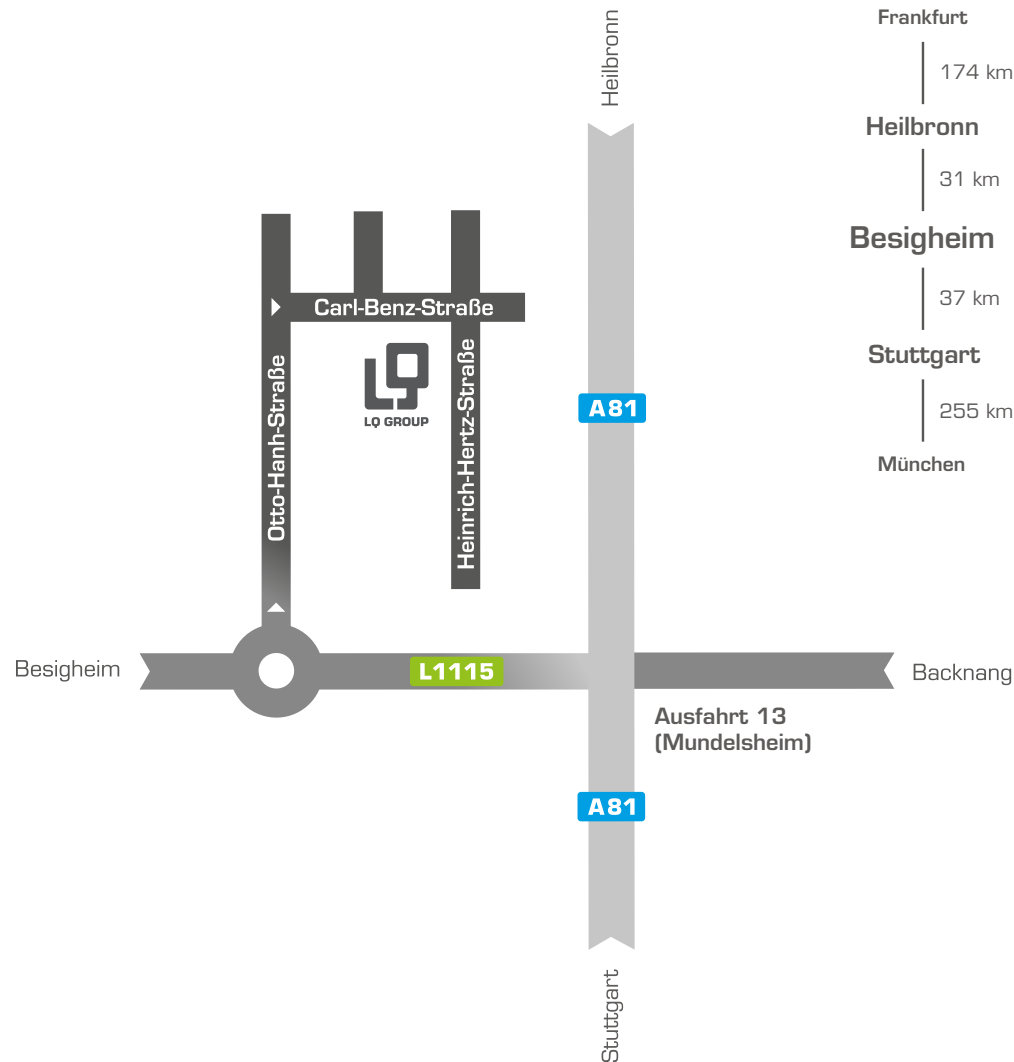 Heilbronn
Frankfurt
174 km
Heilbronn
31 km
Besigheim
37 km
Stuttgart
255 km
München
Carl-Benz-Straße
Otto-Hanh-Straße
LQ
LQ GROUP
Heinrich-Hertz-Straße
A81
Besigheim
L1115
Backnang
Ausfahrt 13
(Mundelsheim)
A81
Stuttgart